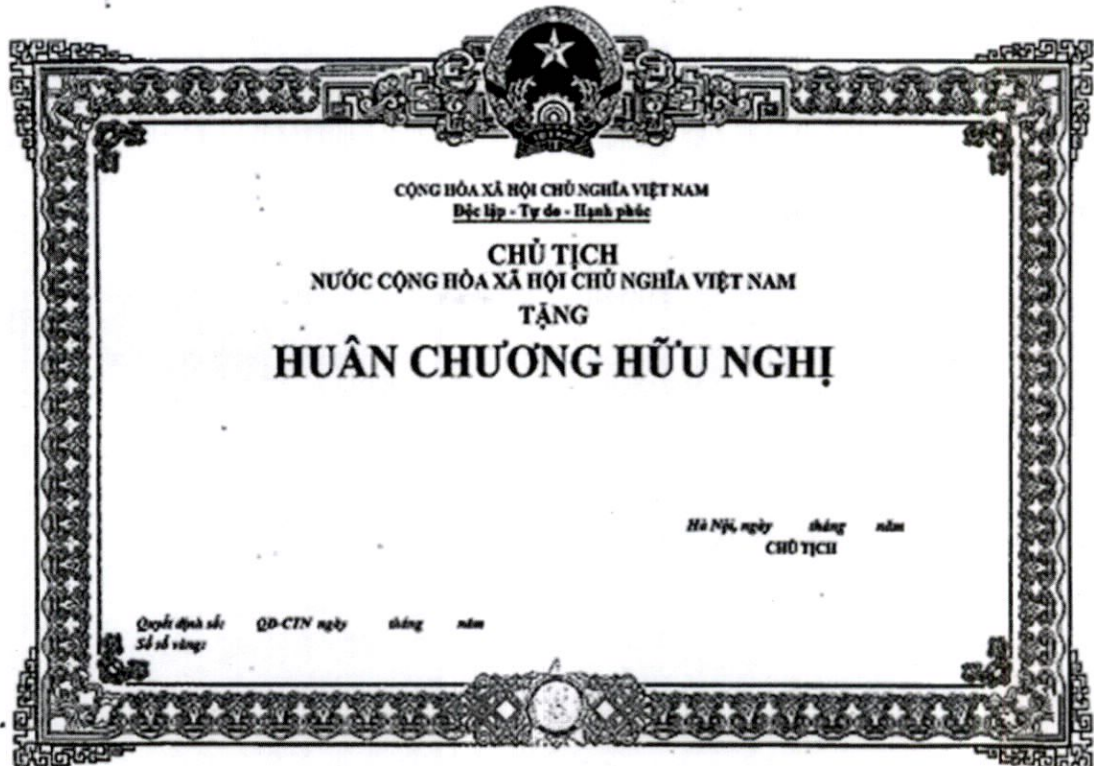 CỘNG HÒA XÃ HỘI CHỦ NGHĨA VIỆT NAM
Độc lập - Tự do - Hạnh phúc
CHỦ TỊCH
NƯỚC CỘNG HÒA XÃ HỘI CHỦ NGHĨA VIỆT NAM
TẶNG
HUÂN CHƯƠNG HỮU NGHỊ
Hà Nội, ngày tháng năm
CHỦ TỊCH
Quyết định số: QĐ-CTN ngày tháng năm
Số sổ vàng: